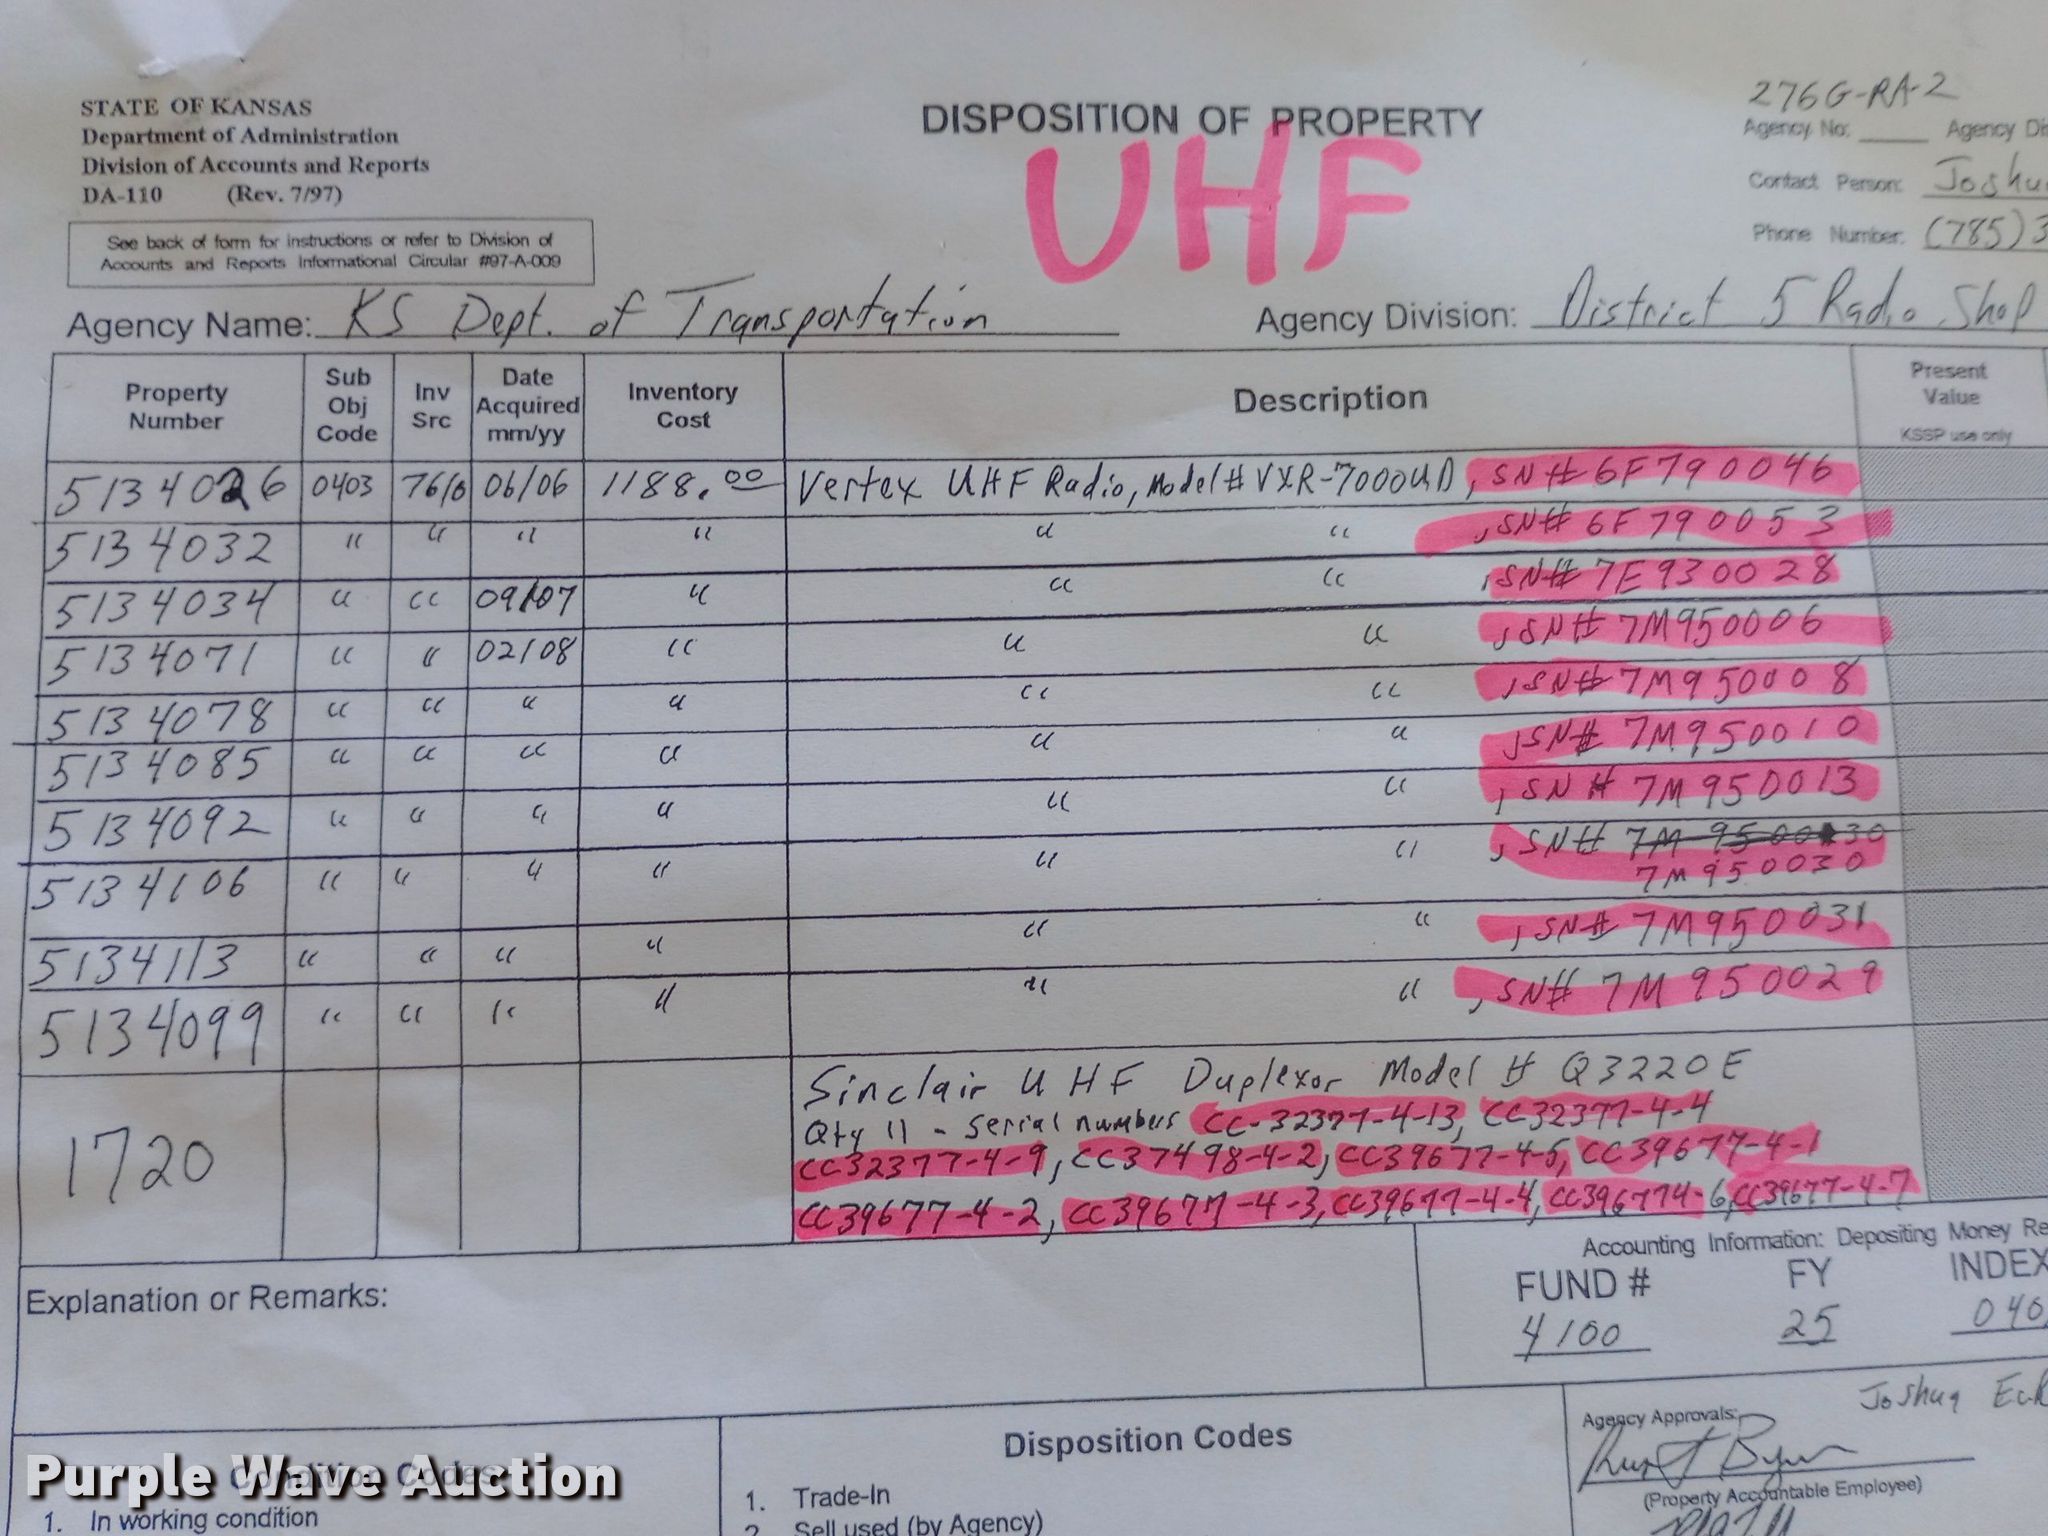 276G-RA-2
STATE OF KANSAS
Department of Administration
Division of Accounts and Reports
DA-110 (Rev. 7/97)
DISPOSITION OF PROPERTY
UHF
Agency No: Agency
Contact Person:
Phone Number: (785)3
See back of form for instructions or refer to Division of
Accounts and Reports Informational Circular #97-A-009
Agency Name: KS Dept. of Transportation Agency Division: District 5 Radio Shop
Property Number Sub Obj Code Inv Src Date Acquired mm/yy Inventory Cost Description Present Value KSSP use only
5134026 0403 06/06 1188.00 Vertex UHF Radio, Model# VXR-7000UD, SN# 6F790046
5134032 " " " " " " , SN# 6F790053
5134034 " " 09/07 " " " , SN# 7E930028
5134071 " " 02/08 " " " , SN# 7M950006
5134078 " " " " " " , SN# 7M950008
5134085 " " " " " " , SN# 7M950010
5134092 " " " " " " , SN# 7M950013
5134106 " " " " " " , SN#
7M950030
5134113 " " " " " " , SN# 7M950031
5134099 " " " " " " , SN# 7M950029
1720 Sinclair UHF Duplexor Model # Q3220E
Qty 11 - serial numbers CC-32377-4-13, CC32377-4-4
CC32377-4-9, CC37498-4-2, CC39677-4-5, CC39677-4-1
CC39677-4-2, CC39677-4-3, CC39677-4-4, CC396774-6, CC39677-4-7
Accounting Information: Depositing Money
Explanation or Remarks:
FUND # FY INDEX
4100 25 040
Joshua
Agency Approvals:
(Property Accountable Employee)
Condition Codes
1. In working condition
Disposition Codes
1. Trade-In
2. Sell used (by Agency)
Purple Wave Auction